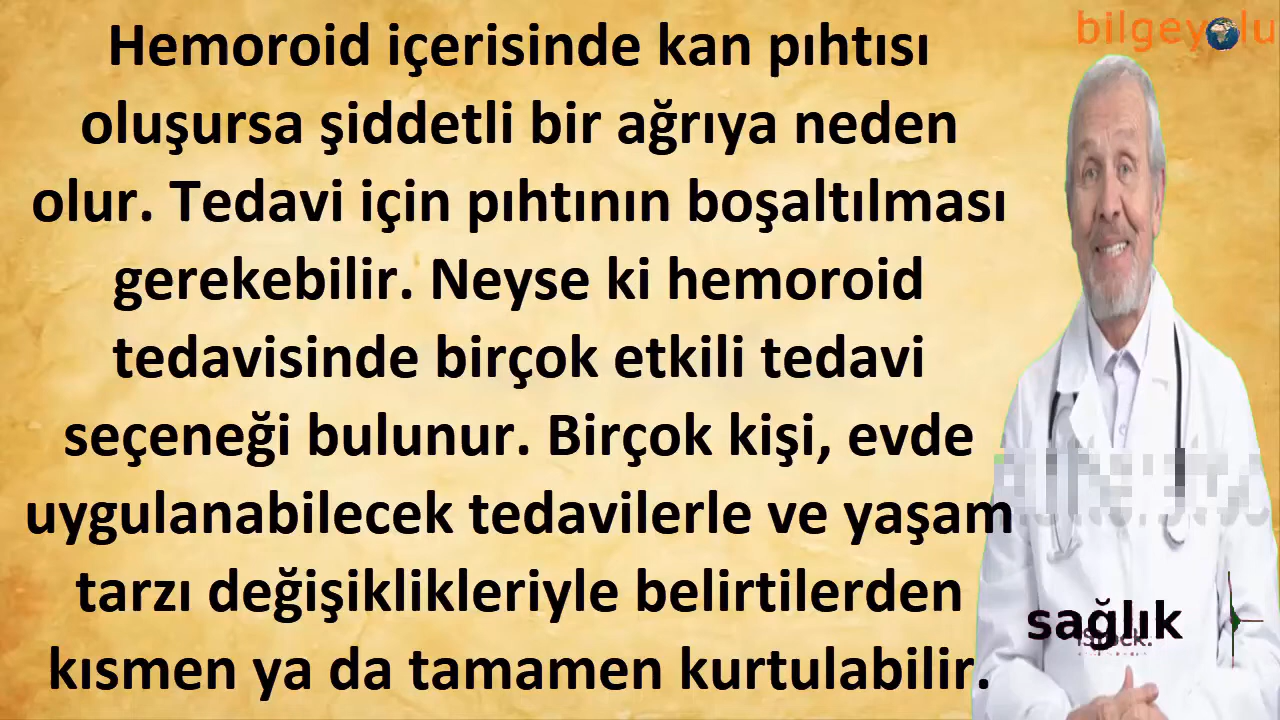 bilgeyolu
Hemoroid içerisinde kan pıhtısı
oluşursa şiddetli bir ağrıya neden
olur. Tedavi için pıhtının boşaltılması
gerekebilir. Neyse ki hemoroid
tedavisinde birçok etkili tedavi
seçeneği bulunur. Birçok kişi, evde
uygulanabilecek tedavilerle ve yaşam
tarzı değişiklikleriyle belirtilerden
kısmen ya da tamamen kurtulabilir.
sağlık